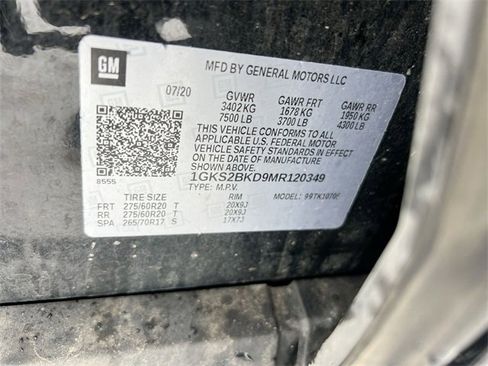 GM
MFD BY GENERAL MOTORS LLC
07/20 GVWR GAWR FRT GAWR RR
3402 KG 1678 KG 1950 KG
7500 LB 3700 LB 4300 LB
THIS VEHICLE CONFORMS TO ALL
APPLICABLE U.S. FEDERAL MOTOR
VEHICLE SAFETY STANDARDS IN
EFFECT ON THE DATE OF
MANUFACTURE SHOWN ABOVE.
8555 1GKS2BKD9MR120349
TYPE: M.P.V. MODEL:
TIRE SIZE RIM
FRT 275/60R20 T 20X9J
RR 275/60R20 T 20X9J
SPA 265/70R17 S 17X7J